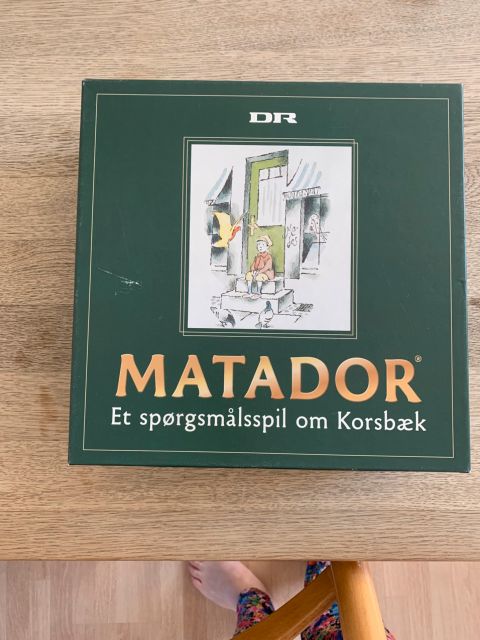 DR
MATADOR®
Et spørgsmålsspil om Korsbæk